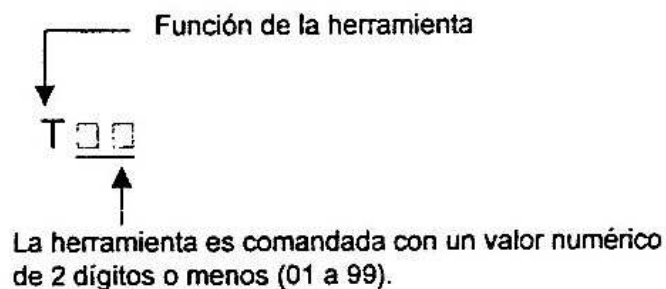 Función de la herramienta
T □ □
La herramienta es comandada con un valor numérico
de 2 dígitos o menos (01 a 99).